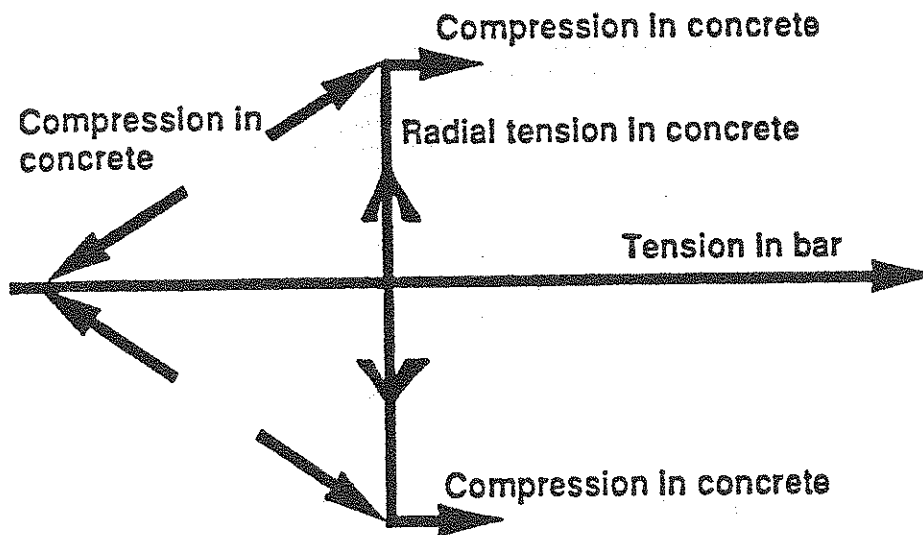 Compression in concrete
Compression in
concrete
Radial tension in concrete
Tension in bar
Compression in concrete